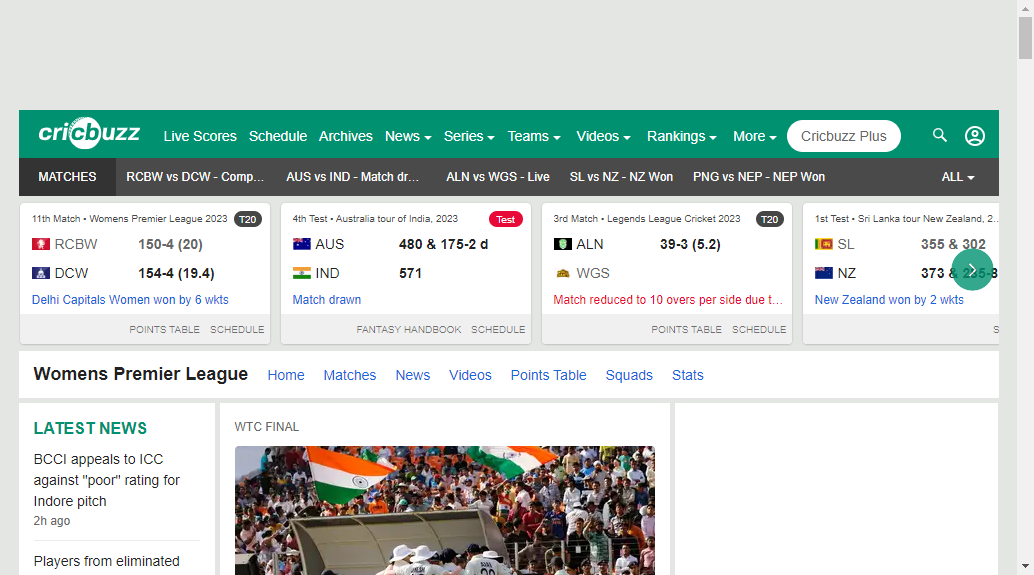 cricbuzz Live Scores Schedule Archives News Series Teams Videos Rankings More Cricbuzz Plus
MATCHES RCBW vs DCW - Comp... AUS vs IND - Match dr... ALN vs WGS - Live SL vs NZ - NZ Won PNG vs NEP - NEP Won ALL
11th Match • Womens Premier League 2023 T20
RCBW 150-4 (20)
DCW 154-4 (19.4)
Delhi Capitals Women won by 6 wkts
POINTS TABLE SCHEDULE
4th Test • Australia tour of India, 2023 Test
AUS 480 & 175-2 d
IND 571
Match drawn
FANTASY HANDBOOK SCHEDULE
3rd Match • Legends League Cricket 2023 T20
ALN 39-3 (5.2)
WGS
Match reduced to 10 overs per side due t...
POINTS TABLE SCHEDULE
1st Test • Sri Lanka tour New Zealand, 2...
SL 355 & 302
NZ 373 & 285-8
New Zealand won by 2 wkts
S
Womens Premier League Home Matches News Videos Points Table Squads Stats
LATEST NEWS
BCCI appeals to ICC
against "poor" rating for
Indore pitch
2h ago
Players from eliminated
WTC FINAL